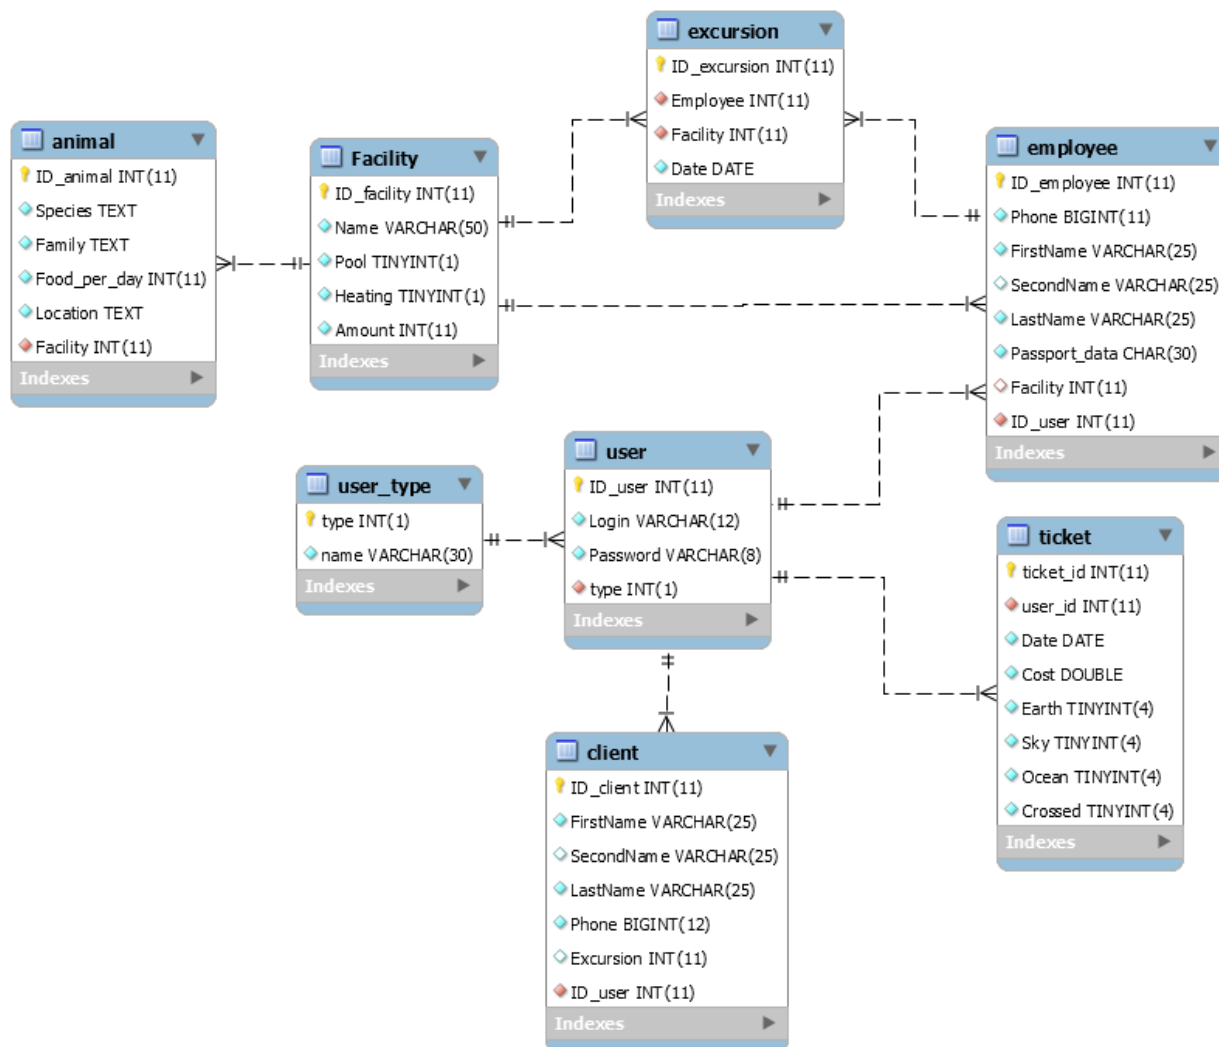 excursion
ID_excursion INT(11)
Employee INT(11)
Facility INT(11)
Date DATE
Indexes
animal
ID_animal INT(11)
Species TEXT
Family TEXT
Food_per_day INT(11)
Location TEXT
Facility INT(11)
Indexes
Facility
ID_facility INT(11)
Name VARCHAR(50)
Pool TINYINT(1)
Heating TINYINT(1)
Amount INT(11)
Indexes
employee
ID_employee INT(11)
Phone BIGINT(11)
FirstName VARCHAR(25)
SecondName VARCHAR(25)
LastName VARCHAR(25)
Passport_data CHAR(30)
Facility INT(11)
ID_user INT(11)
Indexes
user_type
type INT(1)
name VARCHAR(30)
Indexes
user
ID_user INT(11)
Login VARCHAR(12)
Password VARCHAR(8)
type INT(1)
Indexes
ticket
ticket_id INT(11)
user_id INT(11)
Date DATE
Cost DOUBLE
Earth TINYINT(4)
Sky TINYINT(4)
Ocean TINYINT(4)
Crossed TINYINT(4)
Indexes
client
ID_client INT(11)
FirstName VARCHAR(25)
SecondName VARCHAR(25)
LastName VARCHAR(25)
Phone BIGINT(12)
Excursion INT(11)
ID_user INT(11)
Indexes